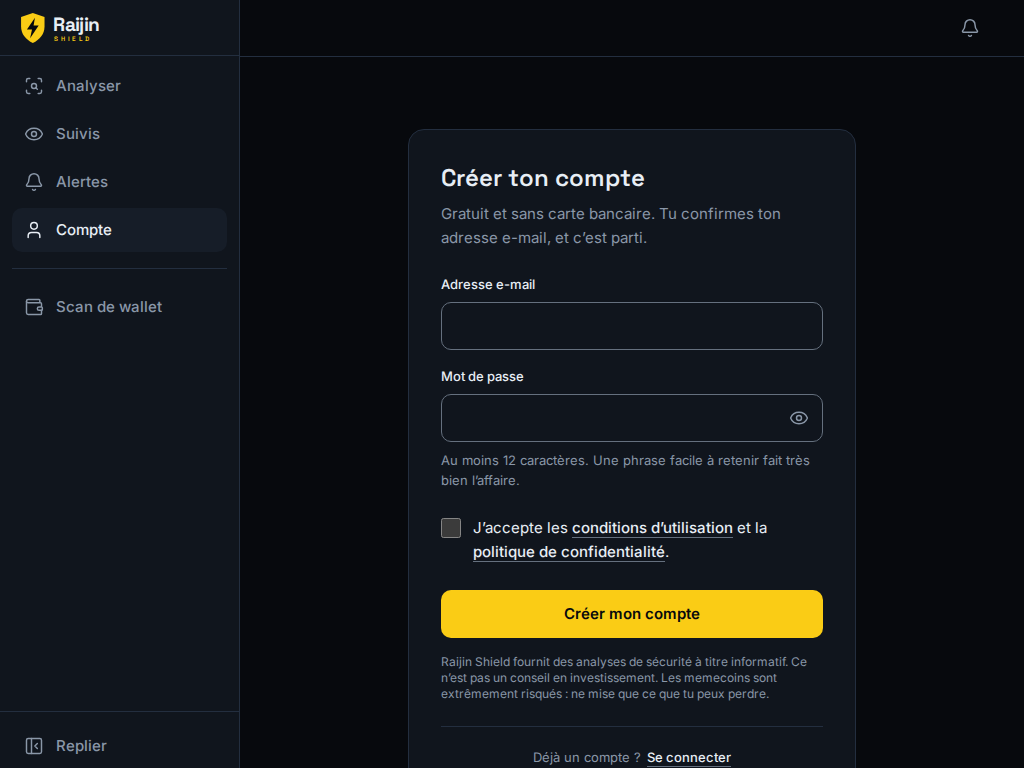 Raijin
SHIELD
Analyser
Suivis
Alertes
Compte
Scan de wallet
Replier
Créer ton compte
Gratuit et sans carte bancaire. Tu confirmes ton
adresse e-mail, et c’est parti.
Adresse e-mail
Mot de passe
Au moins 12 caractères. Une phrase facile à retenir fait très
bien l’affaire.
J’accepte les conditions d’utilisation et la
politique de confidentialité.
Créer mon compte
Raijin Shield fournit des analyses de sécurité à titre informatif. Ce
n’est pas un conseil en investissement. Les memecoins sont
extrêmement risqués : ne mise que ce que tu peux perdre.
Déjà un compte ? Se connecter